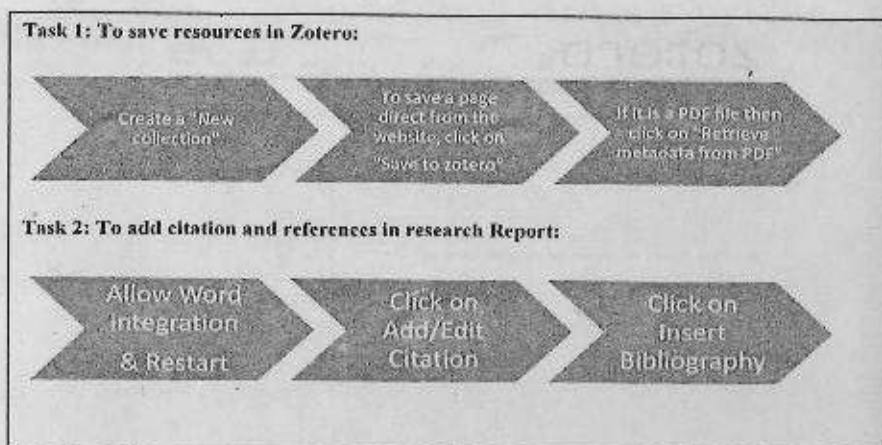 Task 1: To save resources in Zotero:
Create a "New
collection"
To save a page
direct from the
website, click on
"Save to zotero"
If it is a PDF file then
click on "Retrieve
metadata from PDF"
Task 2: To add citation and references in research Report:
Allow Word
Integration
& Restart
Click on
Add/Edit
Citation
Click on
Insert
Bibliography